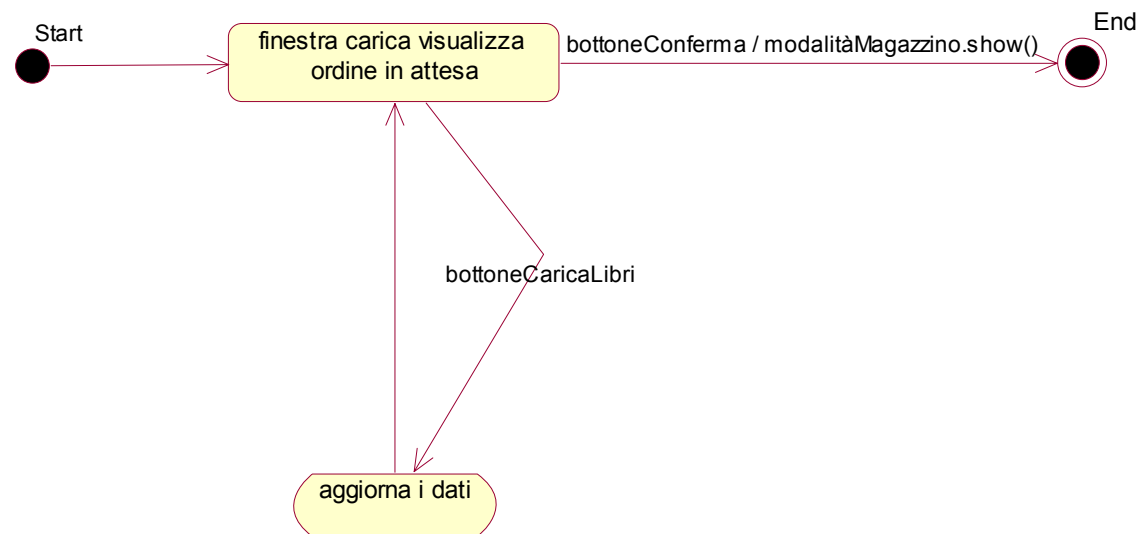 Start
finestra carica visualizza
ordine in attesa
bottoneConferma / modalitàMagazzino.show()
End
bottoneCaricaLibri
aggiorna i dati